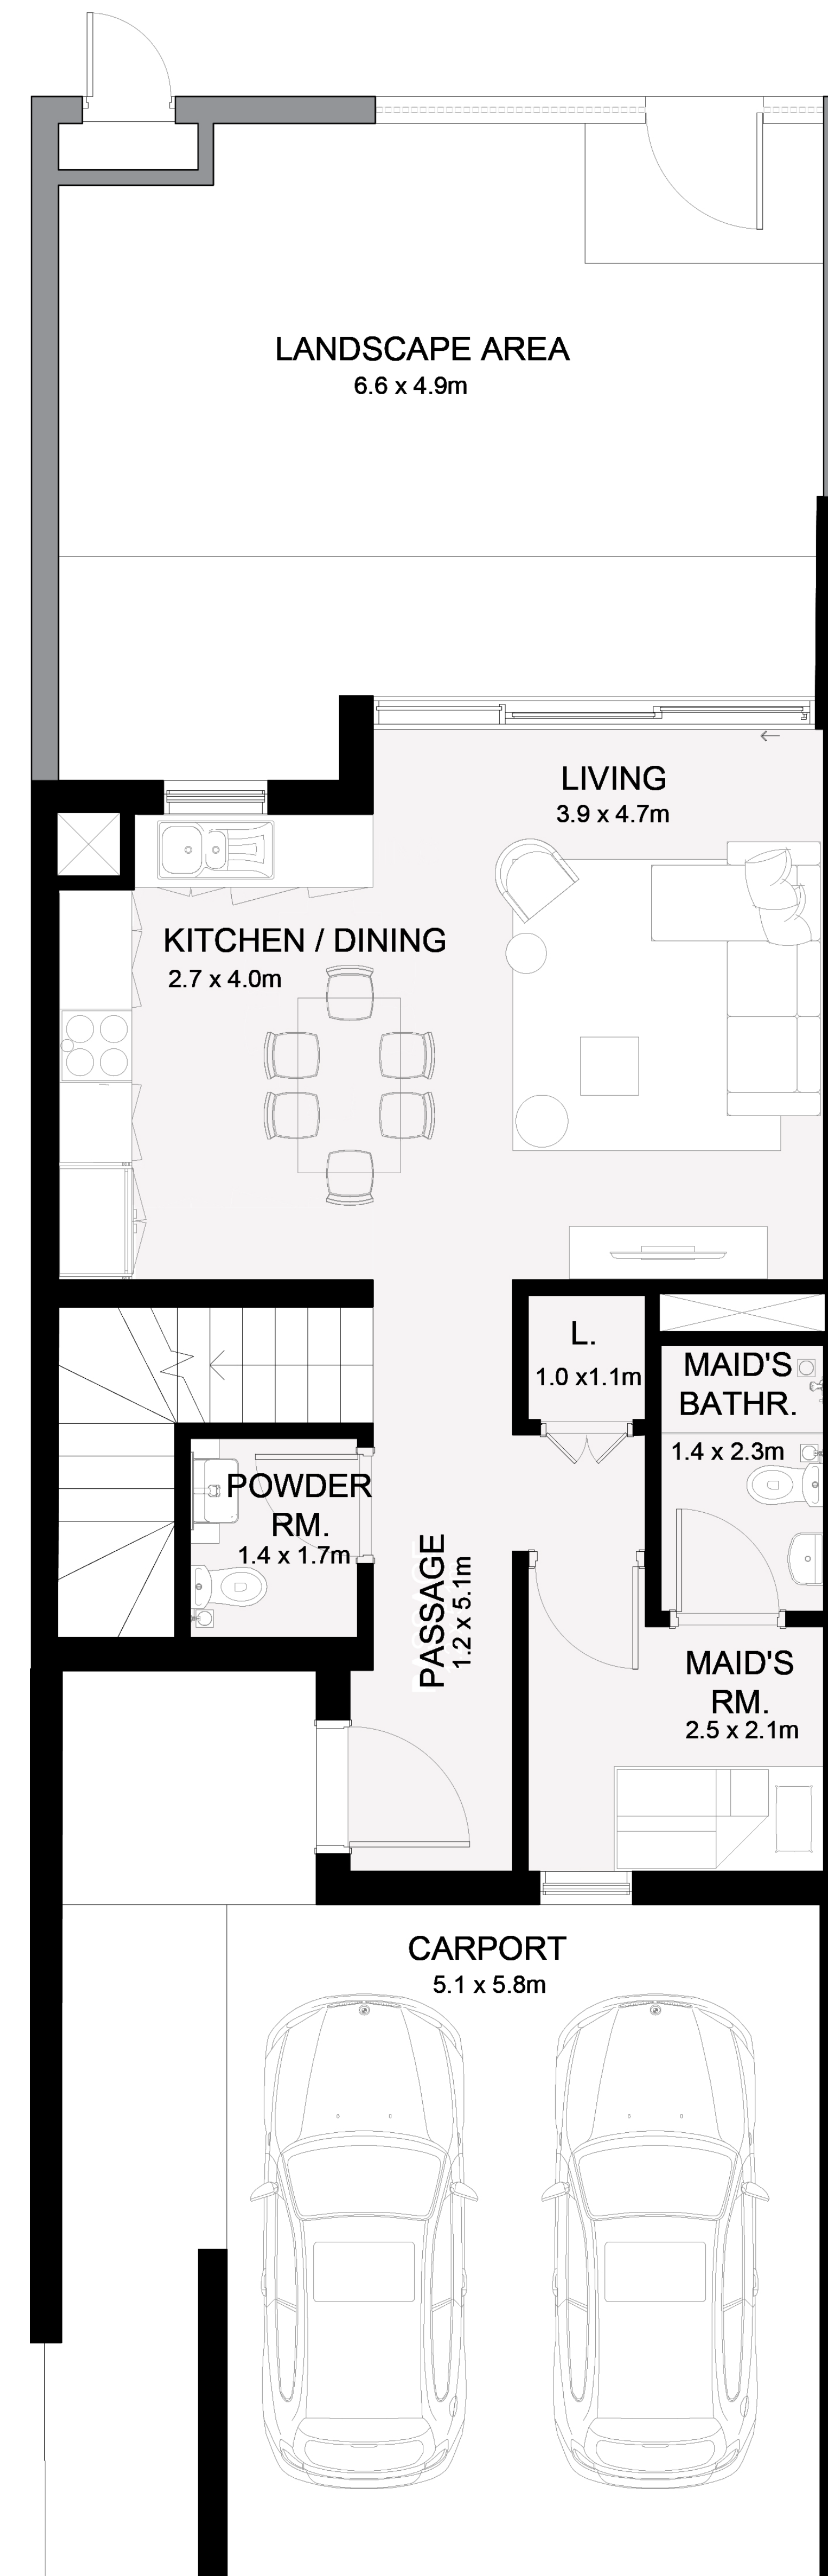 LANDSCAPE AREA
6.6 x 4.9m
LIVING
3.9 x 4.7m
KITCHEN / DINING
2.7 x 4.0m
L.
1.0 x1.1m
MAID'S
BATHR.
1.4 x 2.3m
POWDER
RM.
1.4 x 1.7m
PASSAGE
1.2 x 5.1m
MAID'S
RM.
2.5 x 2.1m
CARPORT
5.1 x 5.8m